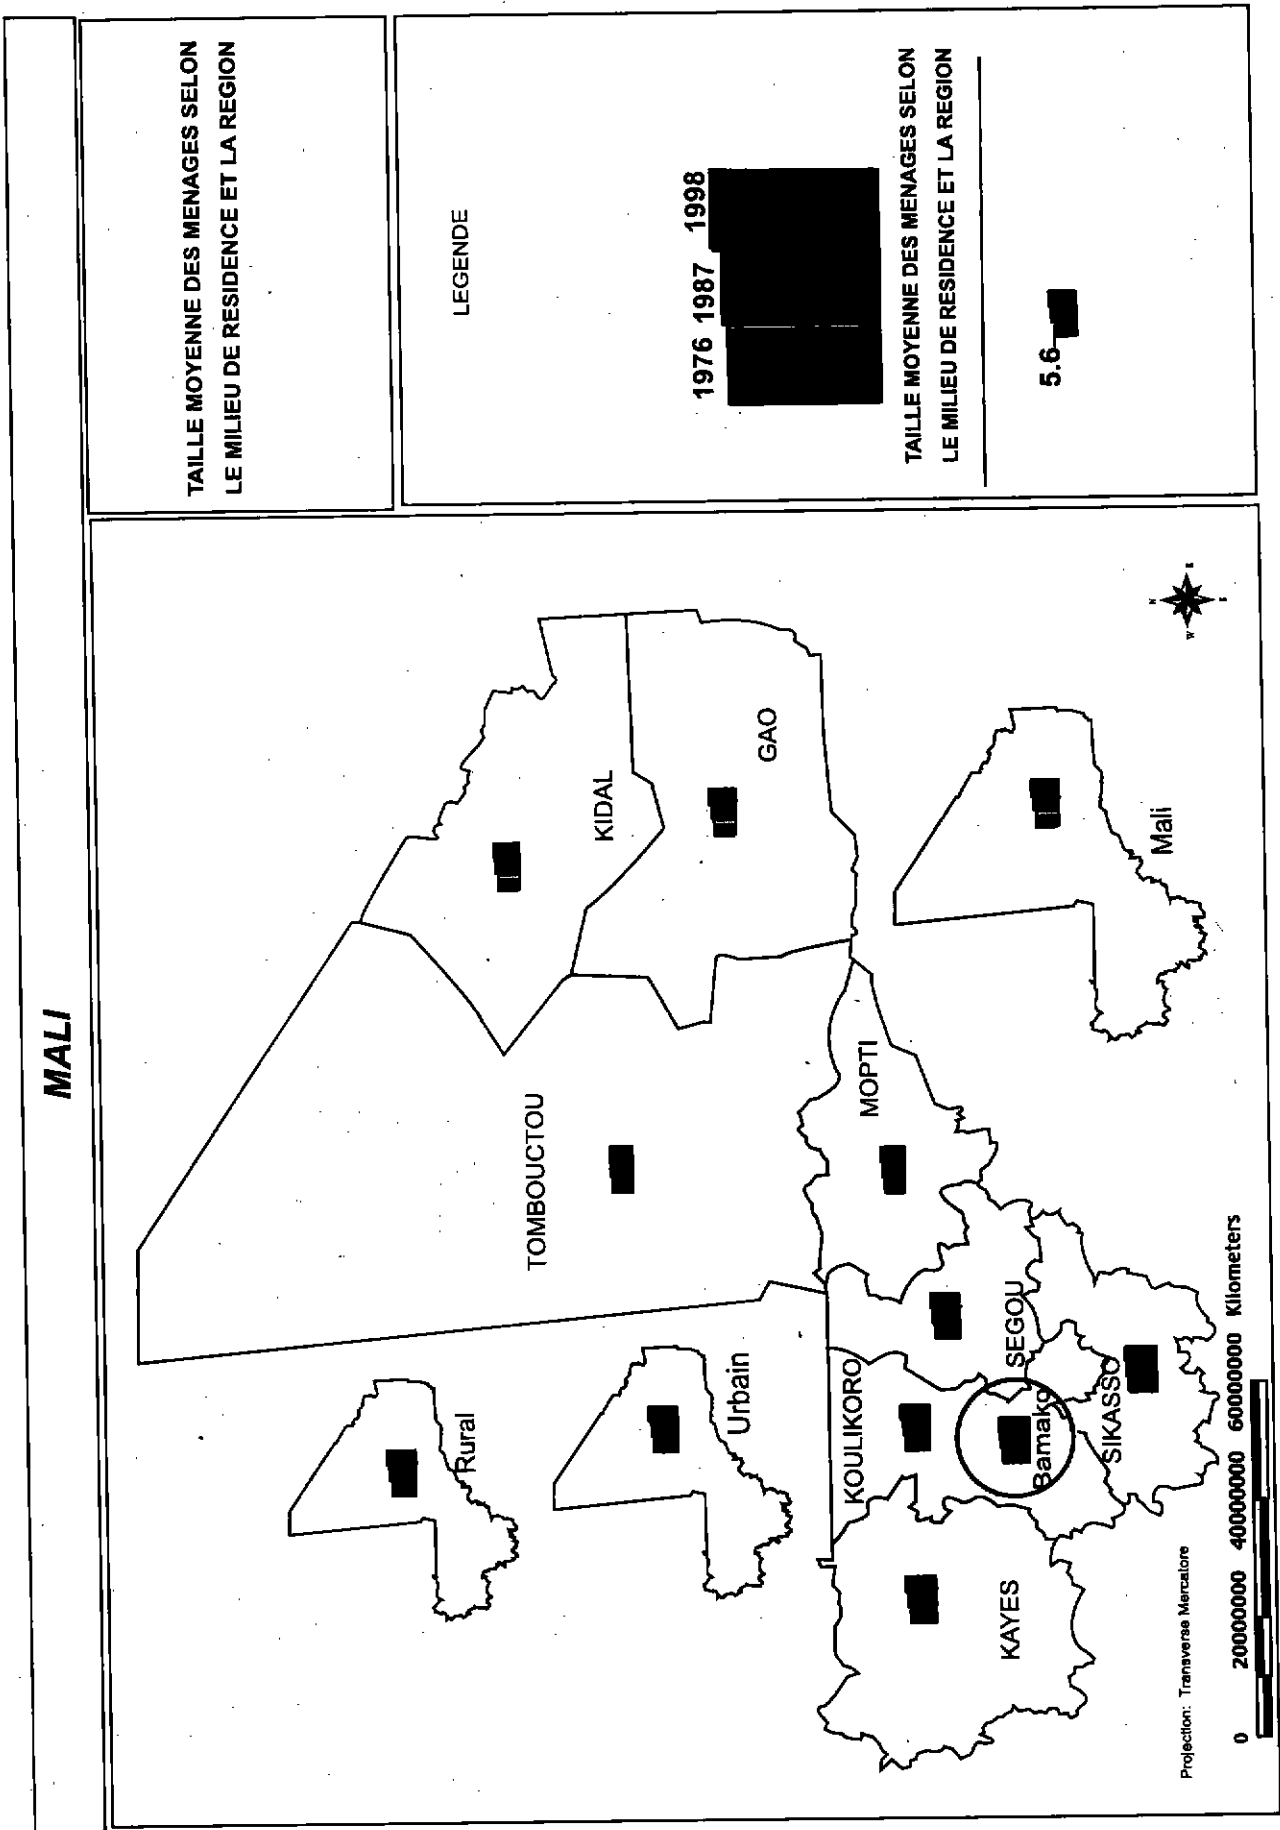 MALI
TAILLE MOYENNE DES MENAGES SELON
LE MILIEU DE RESIDENCE ET LA REGION
LEGENDE
1976 1987 1998
TAILLE MOYENNE DES MENAGES SELON
LE MILIEU DE RESIDENCE ET LA REGION
5.6
Rural
Urbain
TOMBOUCTOU
KIDAL
GAO
MOPTI
KOULIKORO
SEGOU
Bamako
SIKASSO
KAYES
Mali
N
W
Projection: Transverse Mercatore
0 20000000 40000000 60000000 Kilometers